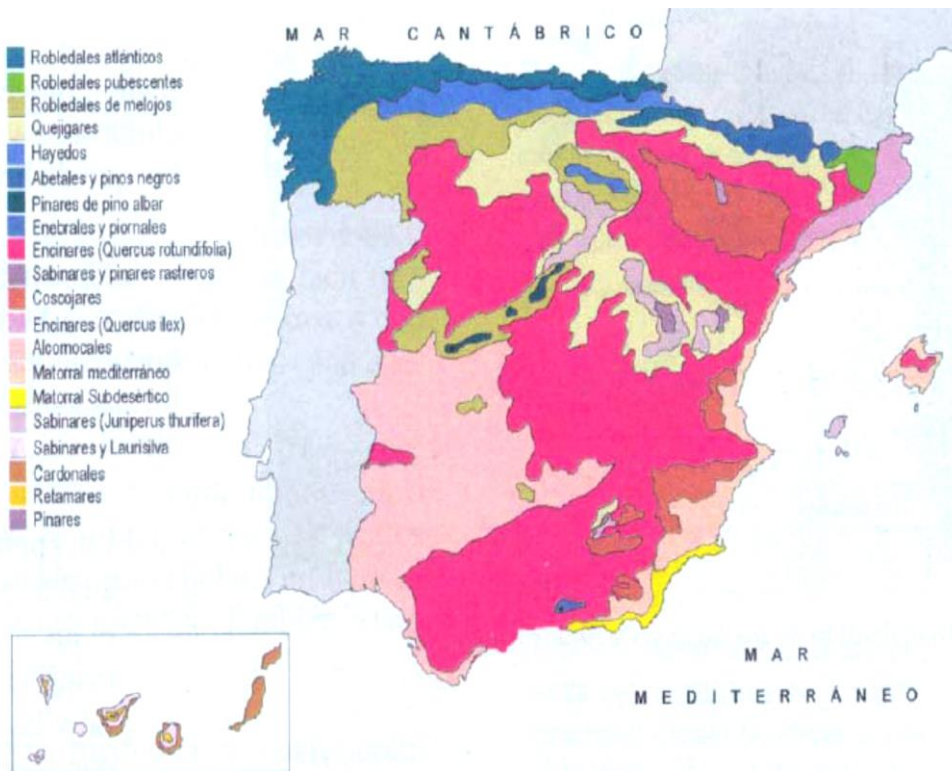 MAR CANTÁBRICO
Robledales atlánticos
Robledales pubescentes
Robledales de melojos
Quejigares
Hayedos
Abetales y pinos negros
Pinares de pino albar
Enebrales y piornales
Encinares (Quercus rotundifolia)
Sabinares y pinares rastreros
Coscojares
Encinares (Quercus ilex)
Alcornocales
Matorral mediterráneo
Matorral Subdesértico
Sabinares (Juniperus thurifera)
Sabinares y Laurisilva
Cardonales
Retamares
Pinares
MAR
MEDITERRÁNEO